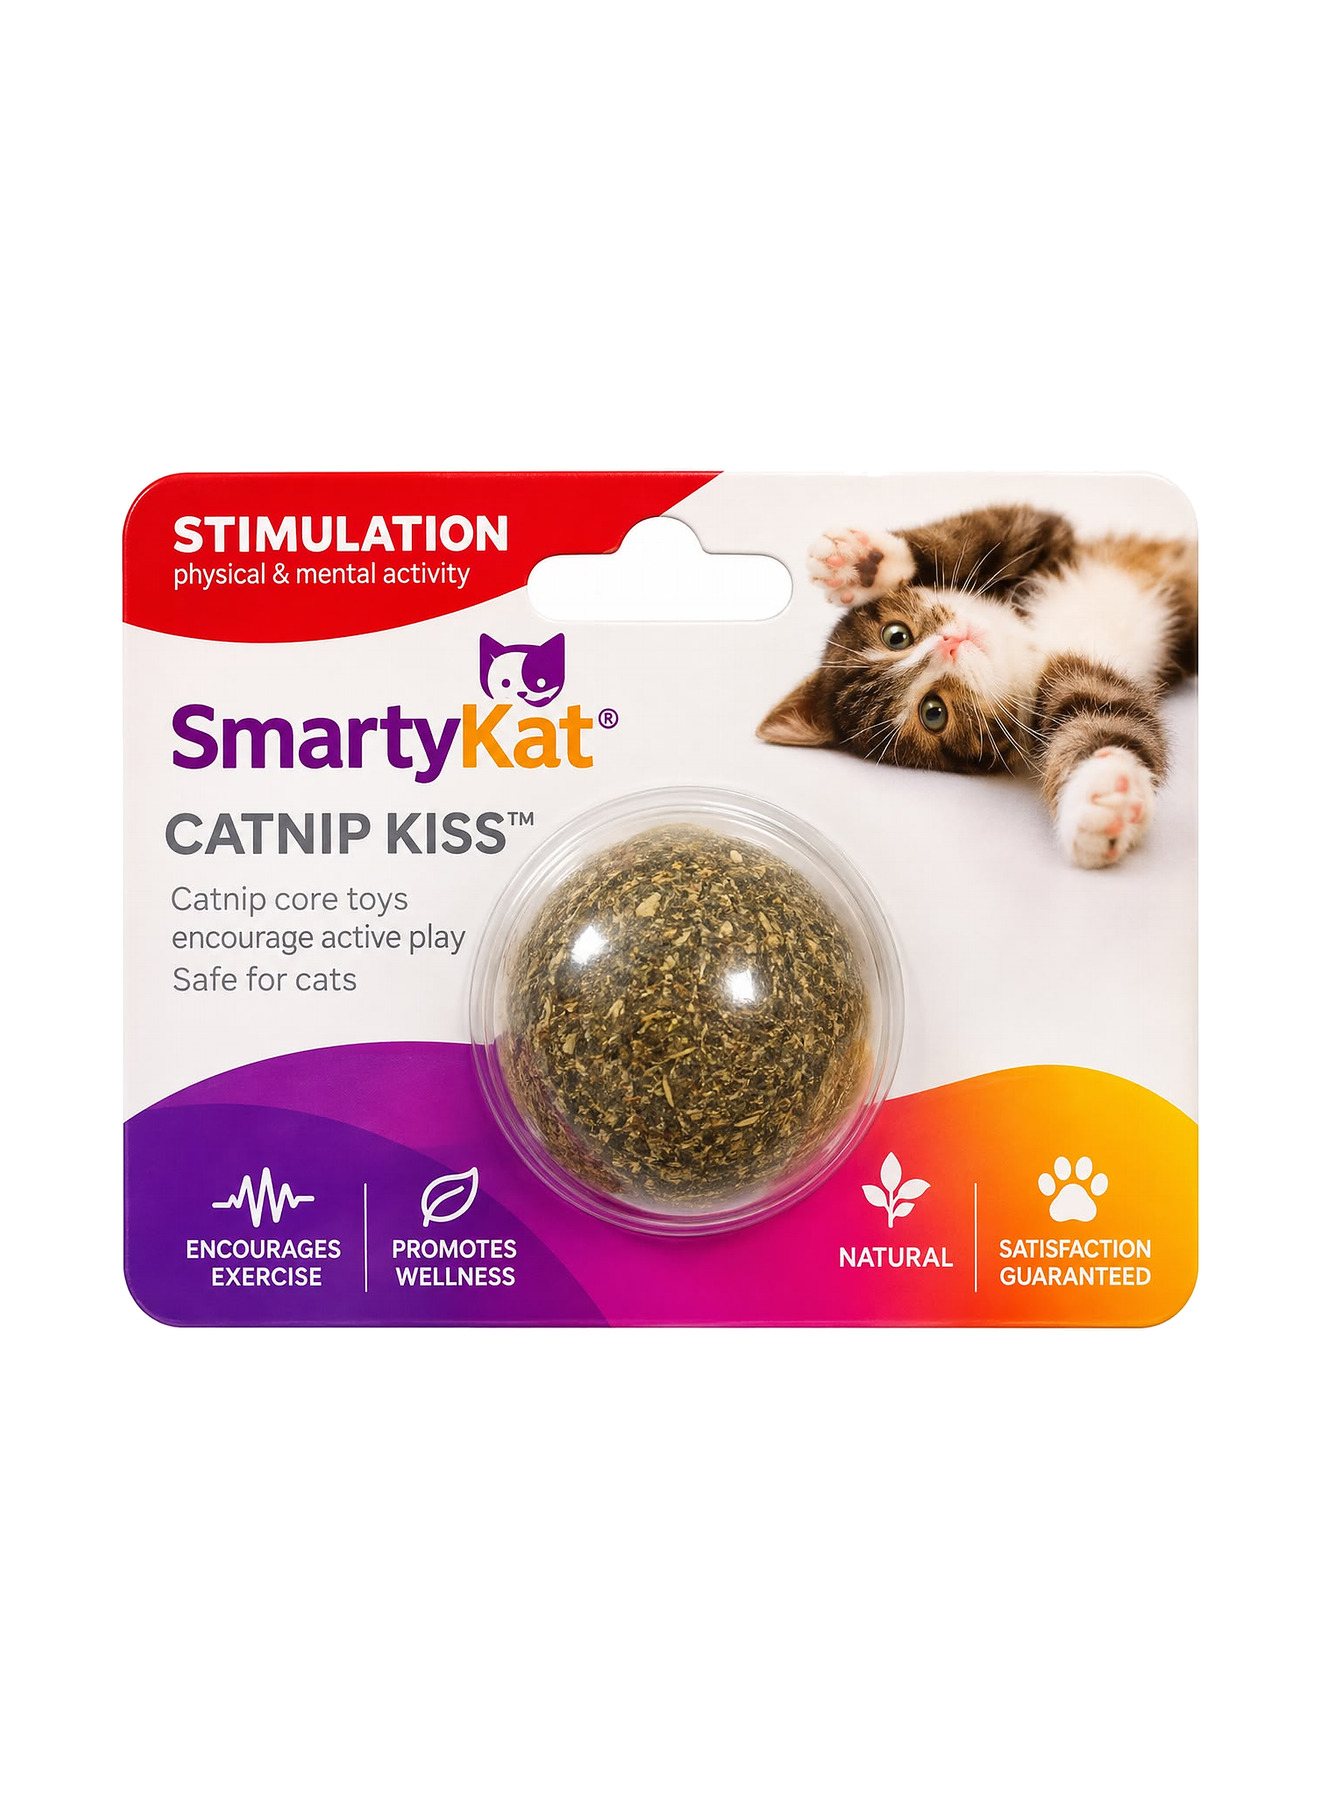 STIMULATION
physical & mental activity
SmartyKat®
CATNIP KISS™
Catnip core toys
encourage active play
Safe for cats
ENCOURAGES
EXERCISE
PROMOTES
WELLNESS
NATURAL
SATISFACTION
GUARANTEED